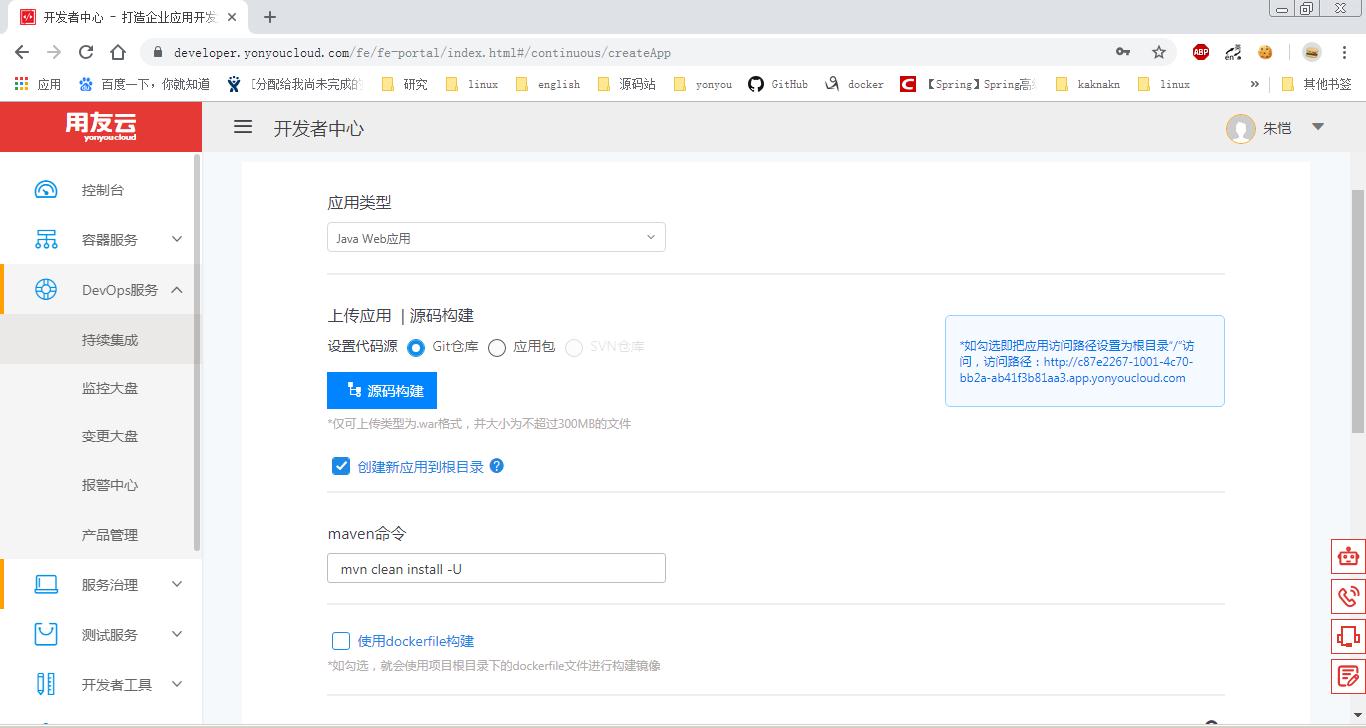 开发者中心 - 打造企业应用开发
developer.yonyoucloud.com/fe/fe-portal/index.html#/continuous/createApp
ABP
en
应用
百度一下，你就知道
[分配给我尚未完成的
研究
linux
english
源码站
yonyou
GitHub
docker
【Spring】Spring高
kaknakn
linux
»
其他书签
用友云
yonyoucloud
开发者中心
朱恺
控制台
容器服务
DevOps服务
持续集成
监控大盘
变更大盘
报警中心
产品管理
服务治理
测试服务
开发者工具
应用类型
Java Web应用
上传应用 | 源码构建
设置代码源 Git仓库 应用包 SVN仓库
源码构建
*仅可上传类型为.war格式，并大小为不超过300MB的文件
创建新应用到根目录
*如勾选即把应用访问路径设置为根目录“/”访
问，访问路径：http://c87e2267-1001-4c70-
bb2a-ab41f3b81aa3.app.yonyoucloud.com
maven命令
mvn clean install -U
使用dockerfile构建
*如勾选，就会使用项目根目录下的dockerfile文件进行构建镜像